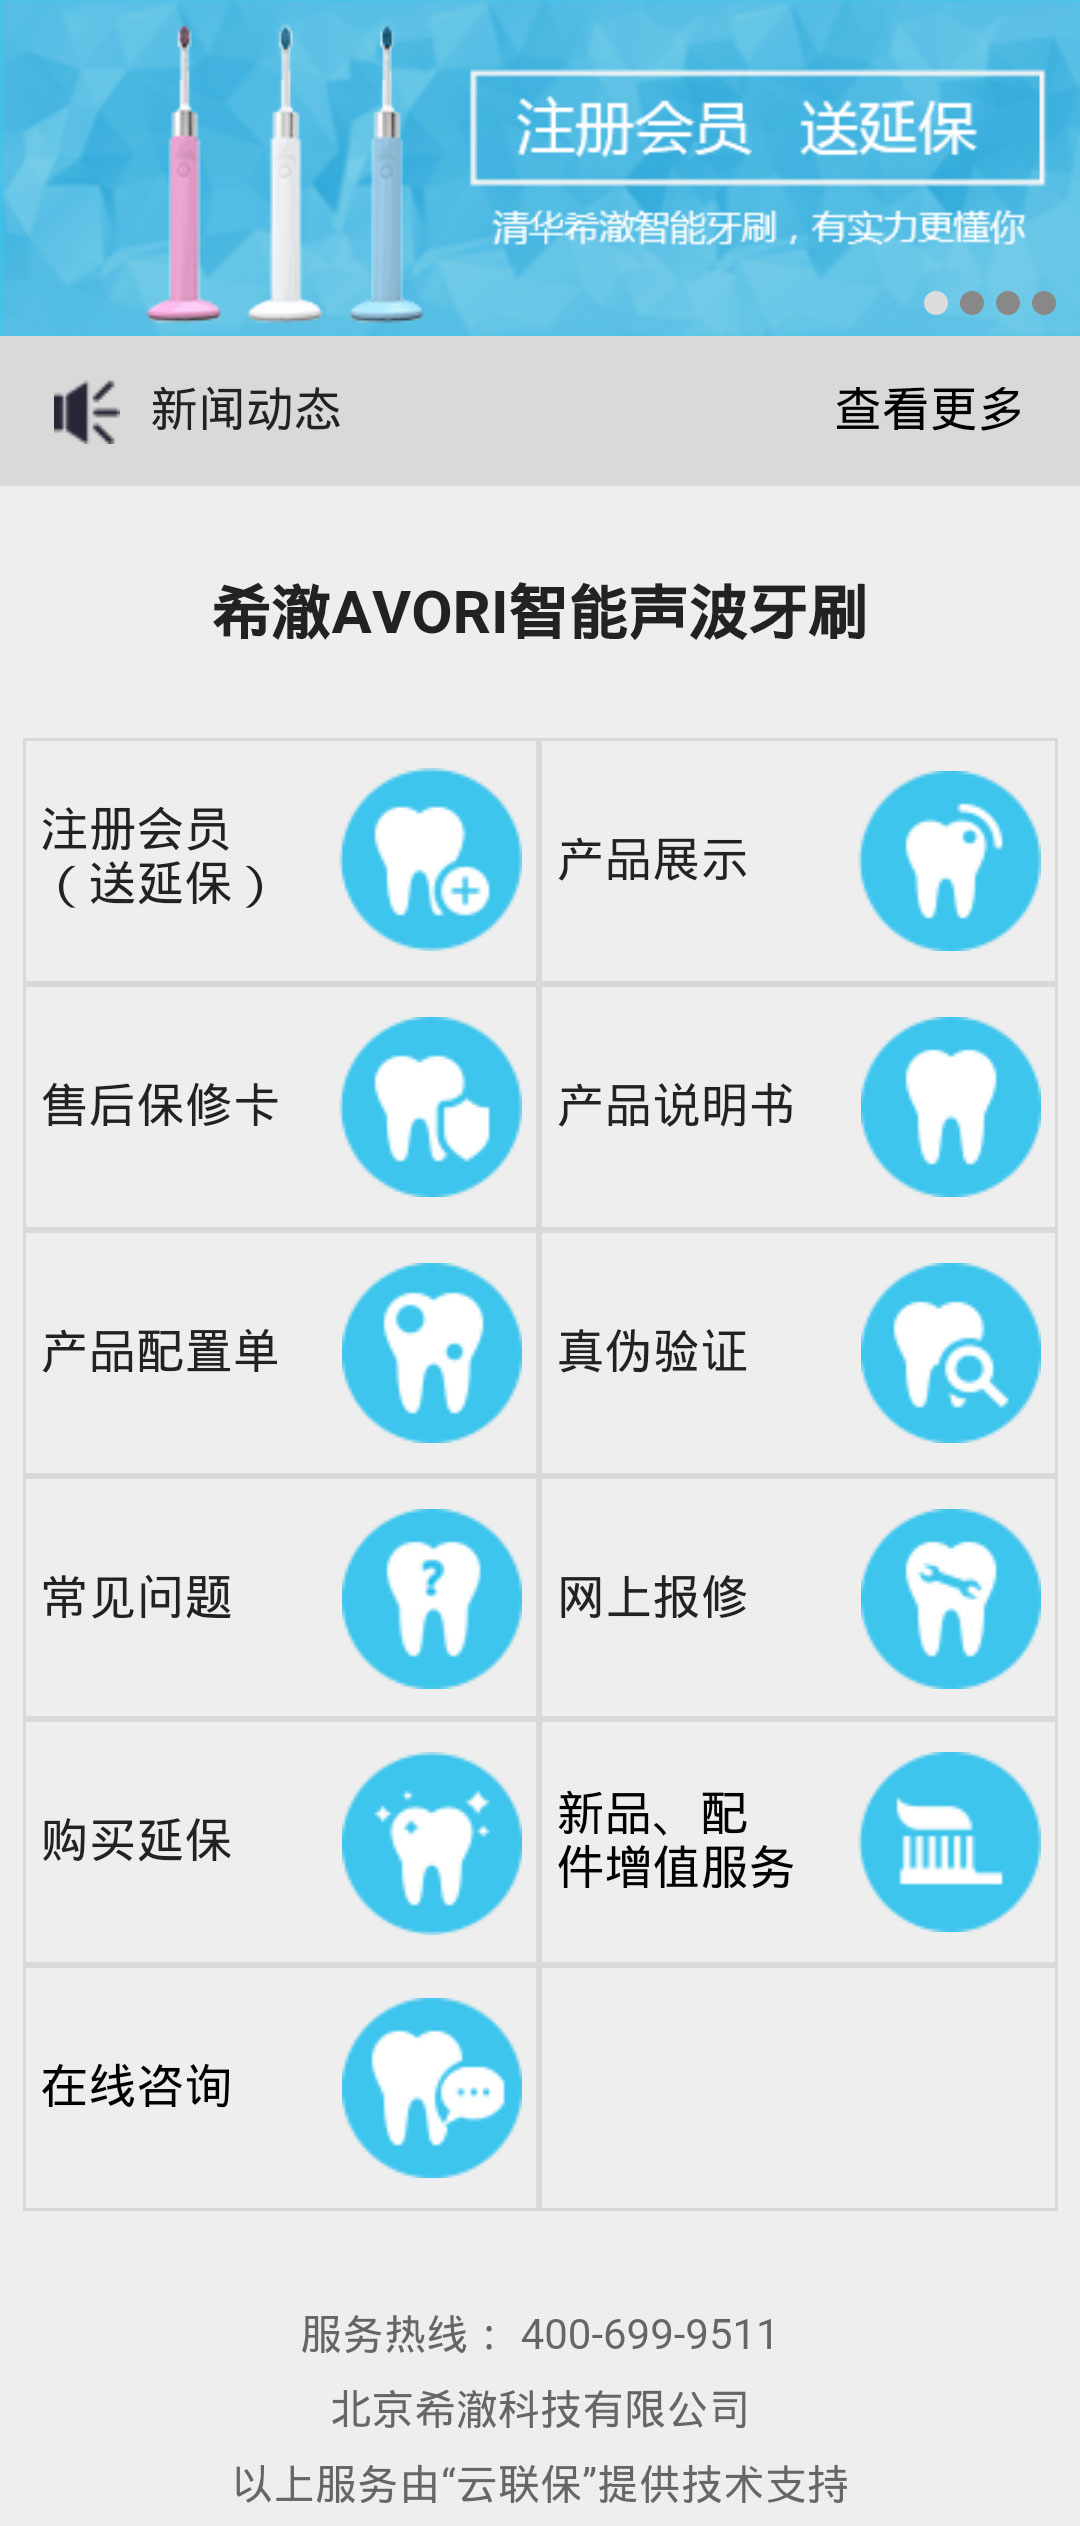 注册会员 送延保
清华希澈智能牙刷，有实力更懂你
新闻动态 查看更多
希澈AVORI智能声波牙刷
注册会员
（送延保）
产品展示
售后保修卡
产品说明书
产品配置单
真伪验证
常见问题
?
网上报修
购买延保
新品、配
件增值服务
在线咨询
服务热线： 400-699-9511
北京希澈科技有限公司
以上服务由“云联保”提供技术支持